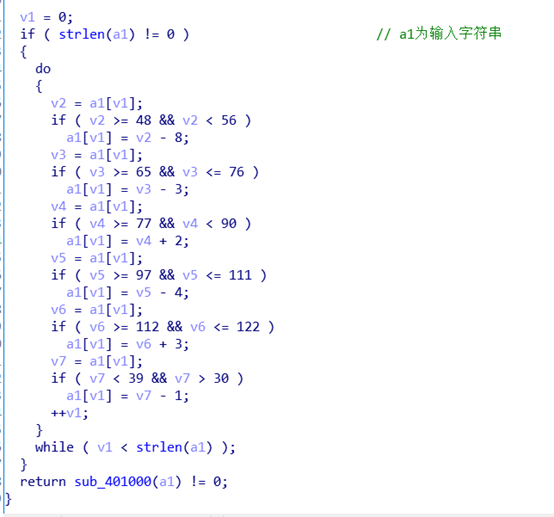 v1 = 0;
if ( strlen(a1) != 0 ) // a1为输入字符串
{
do
{
v2 = a1[v1];
if ( v2 >= 48 && v2 < 56 )
a1[v1] = v2 - 8;
v3 = a1[v1];
if ( v3 >= 65 && v3 <= 76 )
a1[v1] = v3 - 3;
v4 = a1[v1];
if ( v4 >= 77 && v4 < 90 )
a1[v1] = v4 + 2;
v5 = a1[v1];
if ( v5 >= 97 && v5 <= 111 )
a1[v1] = v5 - 4;
v6 = a1[v1];
if ( v6 >= 112 && v6 <= 122 )
a1[v1] = v6 + 3;
v7 = a1[v1];
if ( v7 < 39 && v7 > 30 )
a1[v1] = v7 - 1;
++v1;
}
while ( v1 < strlen(a1) );
}
return sub_401000(a1) != 0;
}